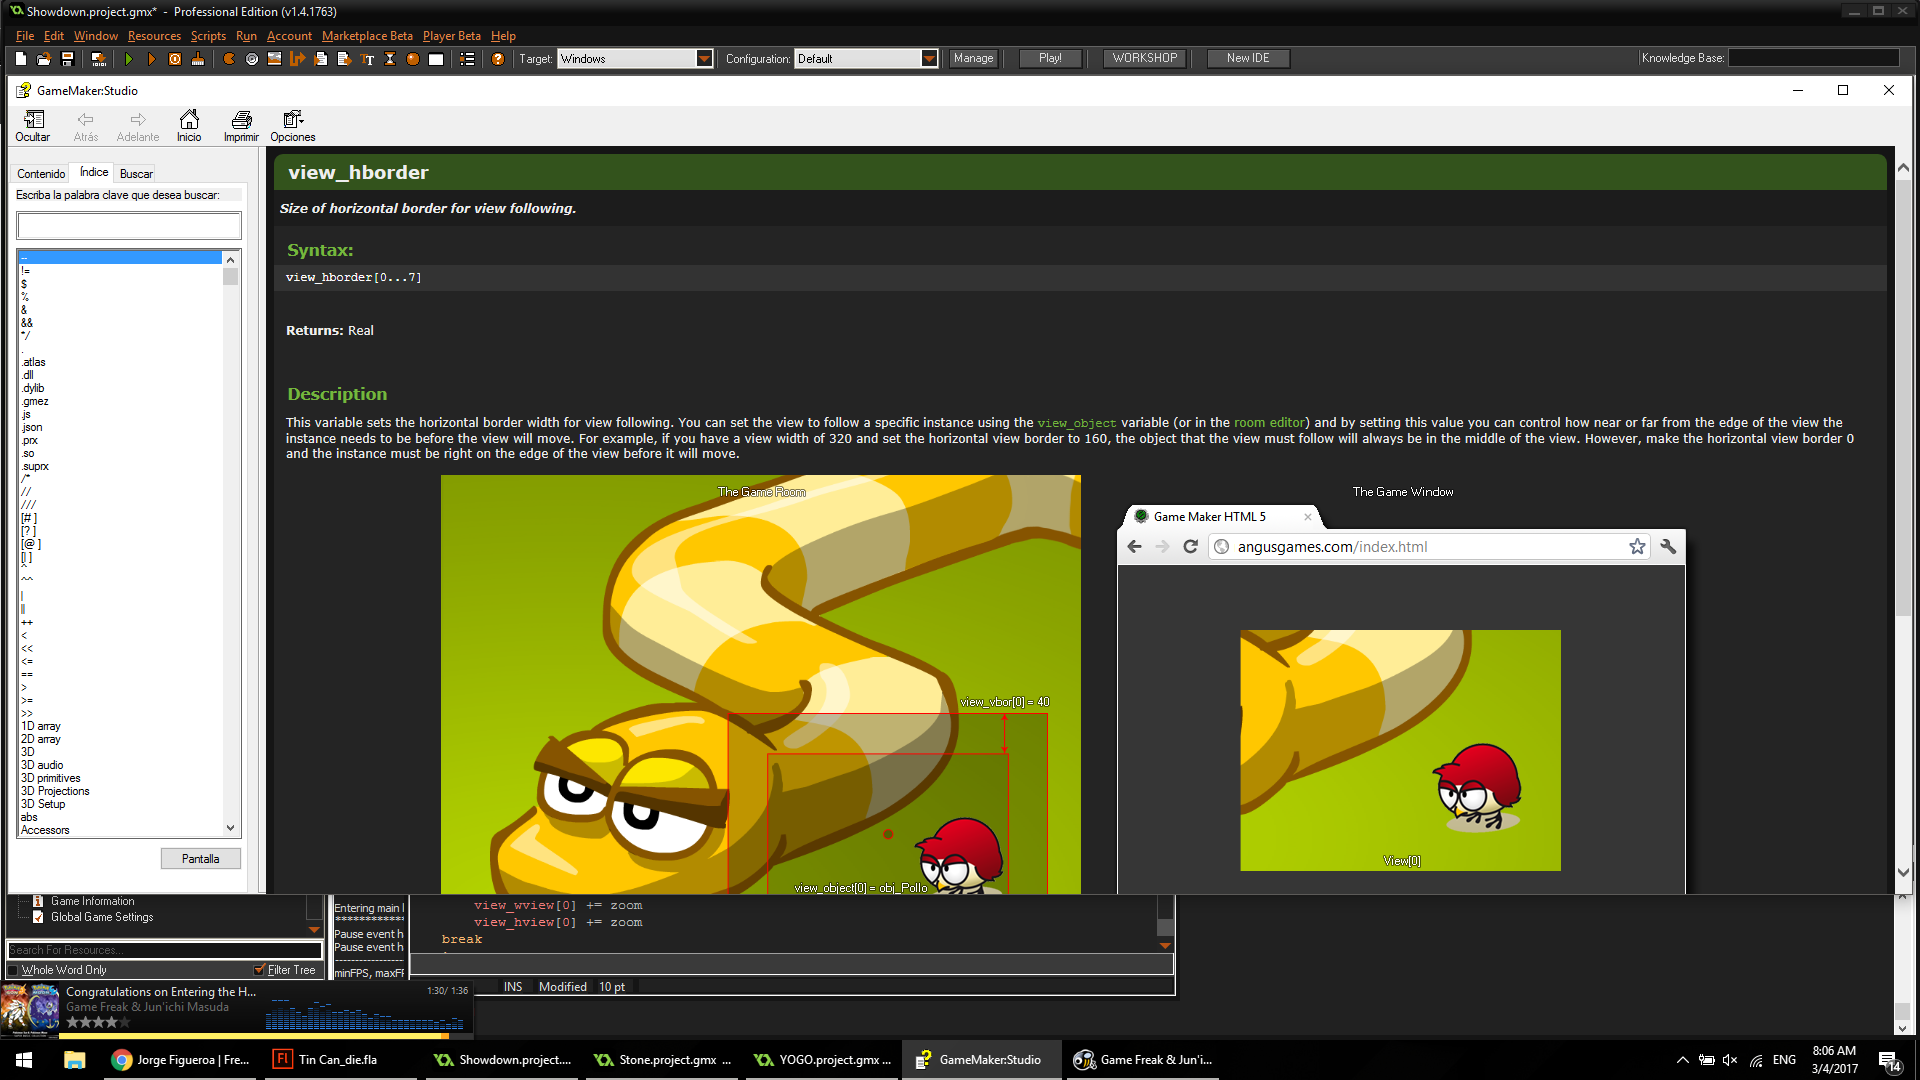 Showdown.project.gmx* - Professional Edition (v1.4.1763)
File Edit Window Resources Scripts Run Account Marketplace Beta Player Beta Help
Target: Windows Configuration: Default Manage Play! WORKSHOP New IDE Knowledge Base:
GameMaker:Studio
Ocultar Atrás Adelante Inicio Imprimir Opciones
Contenido Índice Buscar
Escriba la palabra clave que desea buscar:
--
!=
$
%
&
&&
*/
.
.atlas
.dll
.dylib
.gmez
.js
.json
.prx
.so
.suprx
/*
//
///
[# ]
[? ]
[@ ]
[| ]
^
^^
|
||
++
<
<<
<=
==
>
>=
>>
1D array
2D array
3D
3D audio
3D primitives
3D Projections
3D Setup
abs
Accessors
Pantalla
view_hborder
Size of horizontal border for view following.
Syntax:
view_hborder[0...7]
Returns: Real
Description
This variable sets the horizontal border width for view following. You can set the view to follow a specific instance using the view_object variable (or in the room editor) and by setting this value you can control how near or far from the edge of the view the
instance needs to be before the view will move. For example, if you have a view width of 320 and set the horizontal view border to 160, the object that the view must follow will always be in the middle of the view. However, make the horizontal view border 0
and the instance must be right on the edge of the view before it will move.
The Game Room
view_vbor[0] = 40
view_object[0] = obj_Pollo
The Game Window
Game Maker HTML 5
angusgames.com/index.html
View[0]
Game Information
Global Game Settings
Search For Resources...
Whole Word Only Filter Tree
Entering main l
******************
Pause event h
Pause event h
minFPS, maxFF
view_wview[0] += zoom
view_hview[0] += zoom
break
INS Modified 10 pt
Congratulations on Entering the H...
1:30/ 1:36
Game Freak & Jun'ichi Masuda
Jorge Figueroa | Fre...
Tin Can_die.fla
Showdown.project....
Stone.project.gmx ...
YOGO.project.gmx ...
GameMaker:Studio
Game Freak & Jun'i...
ENG
8:06 AM
3/4/2017
14